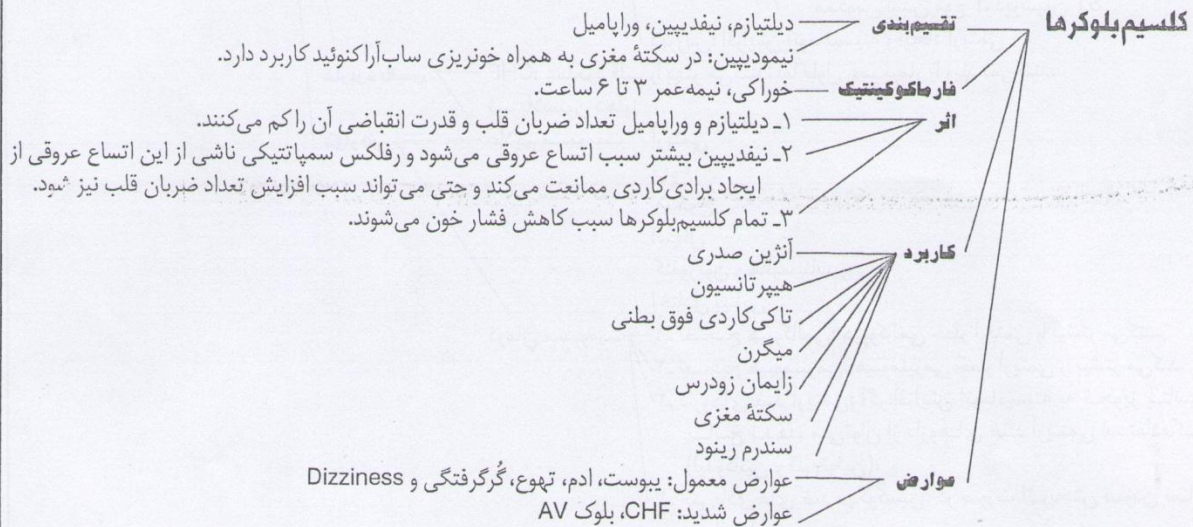 کلسیم‌بلوکرها
تقسیم‌بندی
دیلتیازم، نیفدیپین، وراپامیل
نیمودیپین: در سکتهٔ مغزی به همراه خونریزی ساب‌آراکنوئید کاربرد دارد.
فارماکوکینتیک
خوراکی، نیمه‌عمر ۳ تا ۶ ساعت.
اثر
۱ـ دیلتیازم و وراپامیل تعداد ضربان قلب و قدرت انقباضی آن را کم می‌کنند.
۲ـ نیفدیپین بیشتر سبب اتساع عروقی می‌شود و رفلکس سمپاتتیکی ناشی از این اتساع عروقی از
ایجاد برادی‌کاردی ممانعت می‌کند و حتی می‌تواند سبب افزایش تعداد ضربان قلب نیز شود.
۳ـ تمام کلسیم‌بلوکرها سبب کاهش فشار خون می‌شوند.
کاربرد
آنژین صدری
هیپرتانسیون
تاکی‌کاردی فوق بطنی
میگرن
زایمان زودرس
سکتهٔ مغزی
سندرم رینود
عوارض
عوارض معمول: یبوست، ادم، تهوع، گُرگرفتگی و Dizziness
عوارض شدید: CHF، بلوک AV